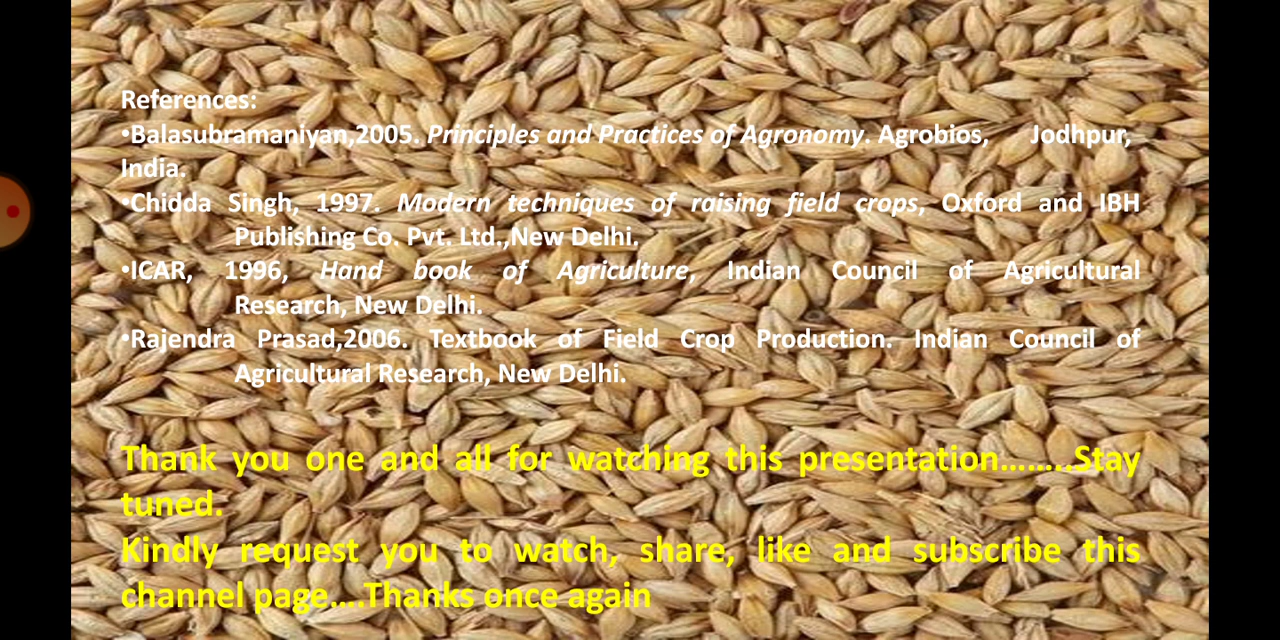 References:
•Balasubramaniyan,2005. Principles and Practices of Agronomy. Agrobios, Jodhpur,
India.
•Chidda Singh, 1997. Modern techniques of raising field crops, Oxford and IBH
Publishing Co. Pvt. Ltd.,New Delhi.
•ICAR, 1996, Hand book of Agriculture, Indian Council of Agricultural
Research, New Delhi.
•Rajendra Prasad,2006. Textbook of Field Crop Production. Indian Council of
Agricultural Research, New Delhi.
Thank you one and all for watching this presentation........Stay
tuned.
Kindly request you to watch, share, like and subscribe this
channel page....Thanks once again